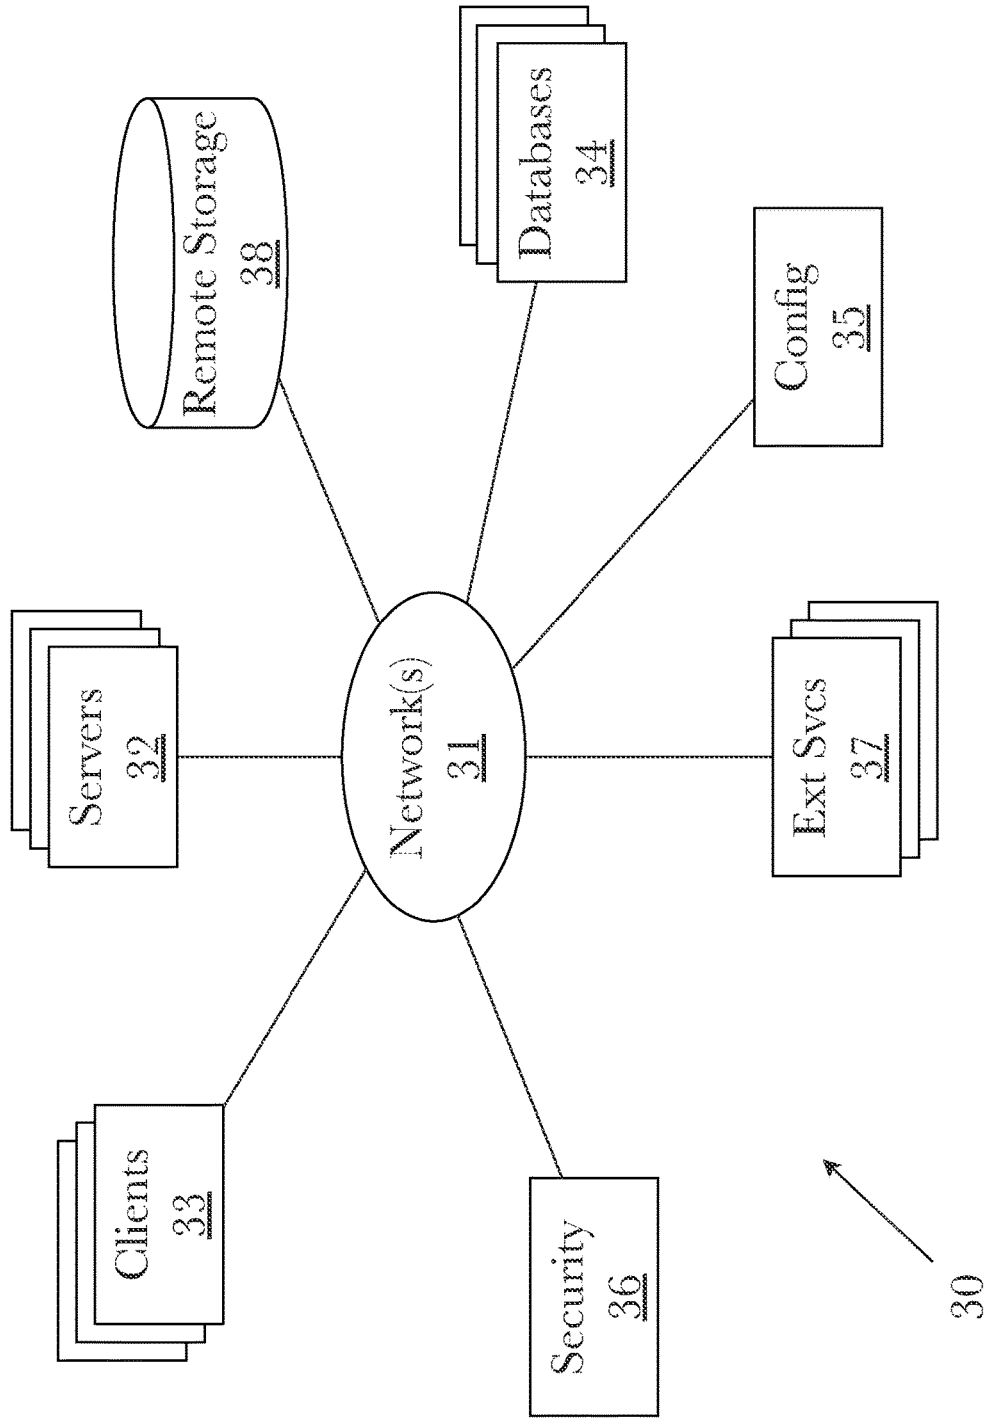 Clients
33
Servers
32
Remote Storage
38
Network(s)
31
Databases
34
Security
36
Ext Svcs
37
Config
35
30